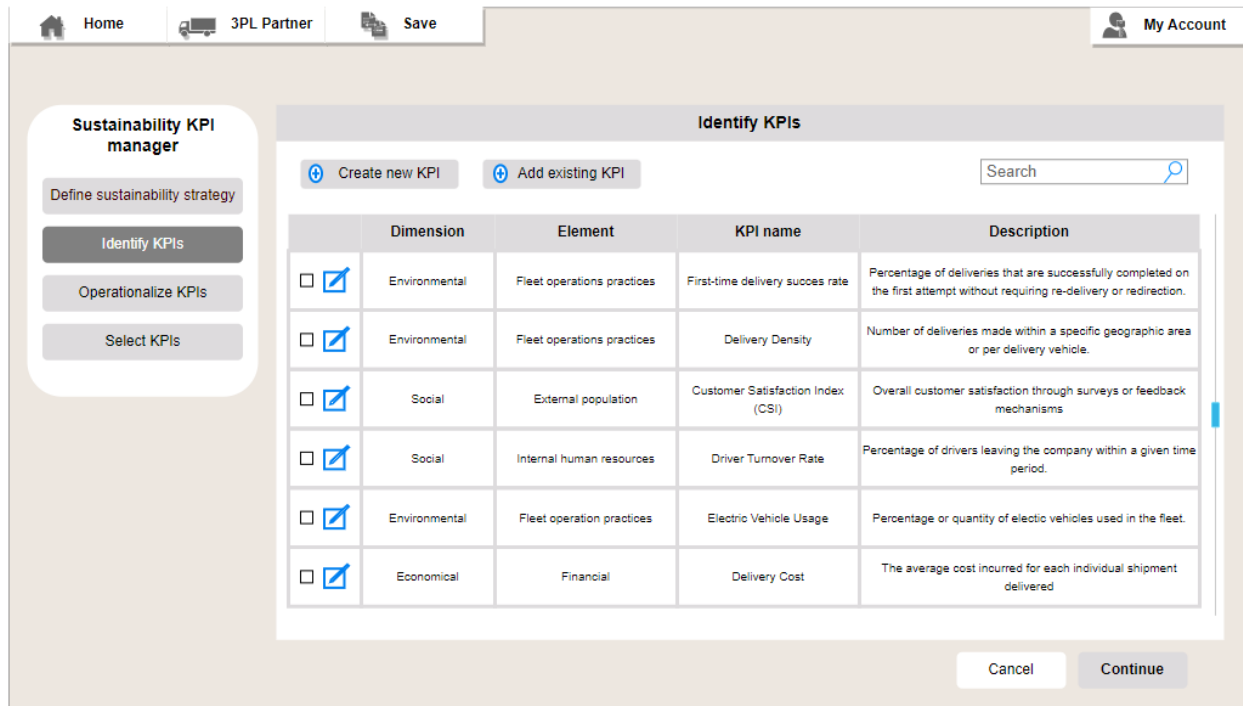 Home
3PL Partner
Save
My Account
Sustainability KPI
manager
Define sustainability strategy
Identify KPIs
Operationalize KPIs
Select KPIs
Identify KPIs
Create new KPI
Add existing KPI
Search
Dimension
Element
KPI name
Description
Environmental
Fleet operations practices
First-time delivery succes rate
Percentage of deliveries that are successfully completed on
the first attempt without requiring re-delivery or redirection.
Environmental
Fleet operations practices
Delivery Density
Number of deliveries made within a specific geographic area
or per delivery vehicle.
Social
External population
Customer Satisfaction Index
(CSI)
Overall customer satisfaction through surveys or feedback
mechanisms
Social
Internal human resources
Driver Turnover Rate
Percentage of drivers leaving the company within a given time
period.
Environmental
Fleet operation practices
Electric Vehicle Usage
Percentage or quantity of electic vehicles used in the fleet.
Economical
Financial
Delivery Cost
The average cost incurred for each individual shipment
delivered
Cancel
Continue